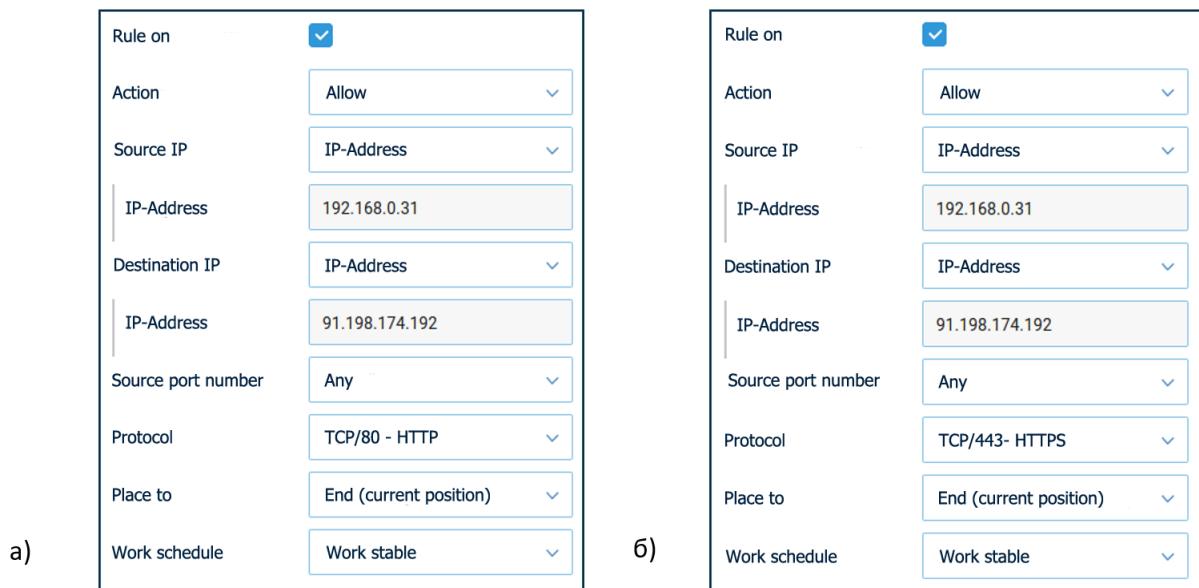 Rule on
Action Allow
Source IP IP-Address
IP-Address 192.168.0.31
Destination IP IP-Address
IP-Address 91.198.174.192
Source port number Any
Protocol TCP/80 - HTTP
Place to End (current position)
Work schedule Work stable
а)
Rule on
Action Allow
Source IP IP-Address
IP-Address 192.168.0.31
Destination IP IP-Address
IP-Address 91.198.174.192
Source port number Any
Protocol TCP/443- HTTPS
Place to End (current position)
Work schedule Work stable
б)